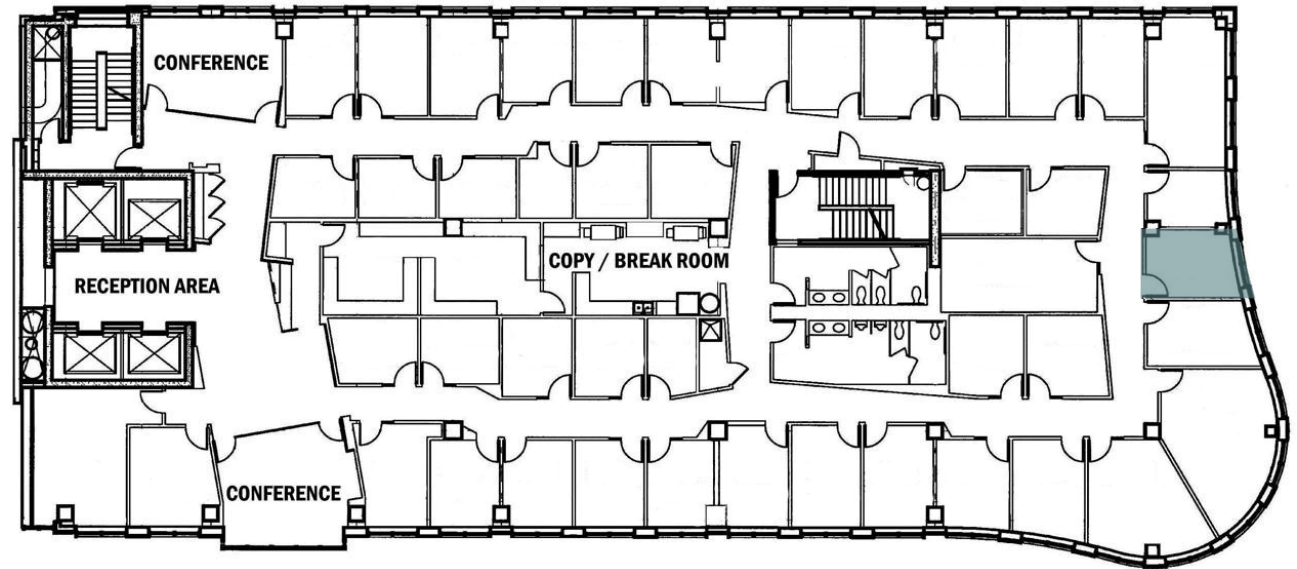 CONFERENCE
COPY / BREAK ROOM
RECEPTION AREA
CONFERENCE